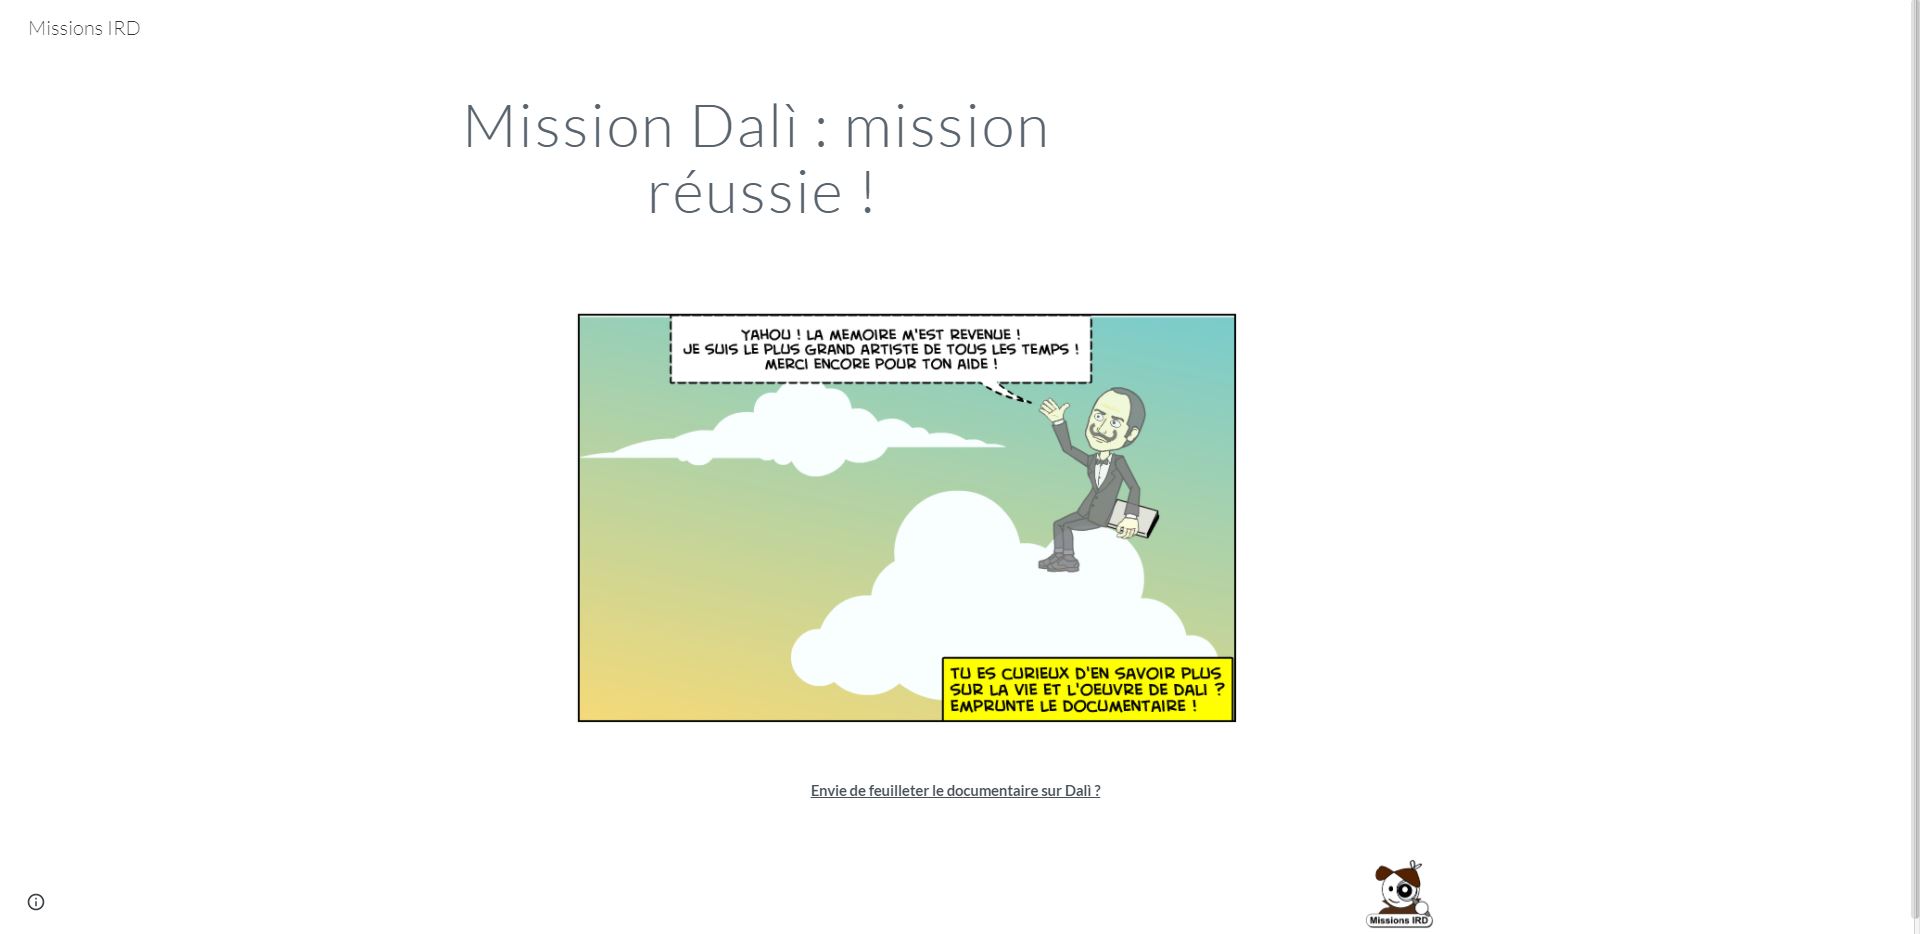 Missions IRD
Mission Dalì : mission
réussie !
YAHOU ! LA MEMOIRE M'EST REVENUE !
JE SUIS LE PLUS GRAND ARTISTE DE TOUS LES TEMPS !
MERCI ENCORE POUR TON AIDE !
TU ES CURIEUX D'EN SAVOIR PLUS
SUR LA VIE ET L'OEUVRE DE DALI ?
EMPRUNTE LE DOCUMENTAIRE !
Envie de feuilleter le documentaire sur Dalì ?
Missions IRD